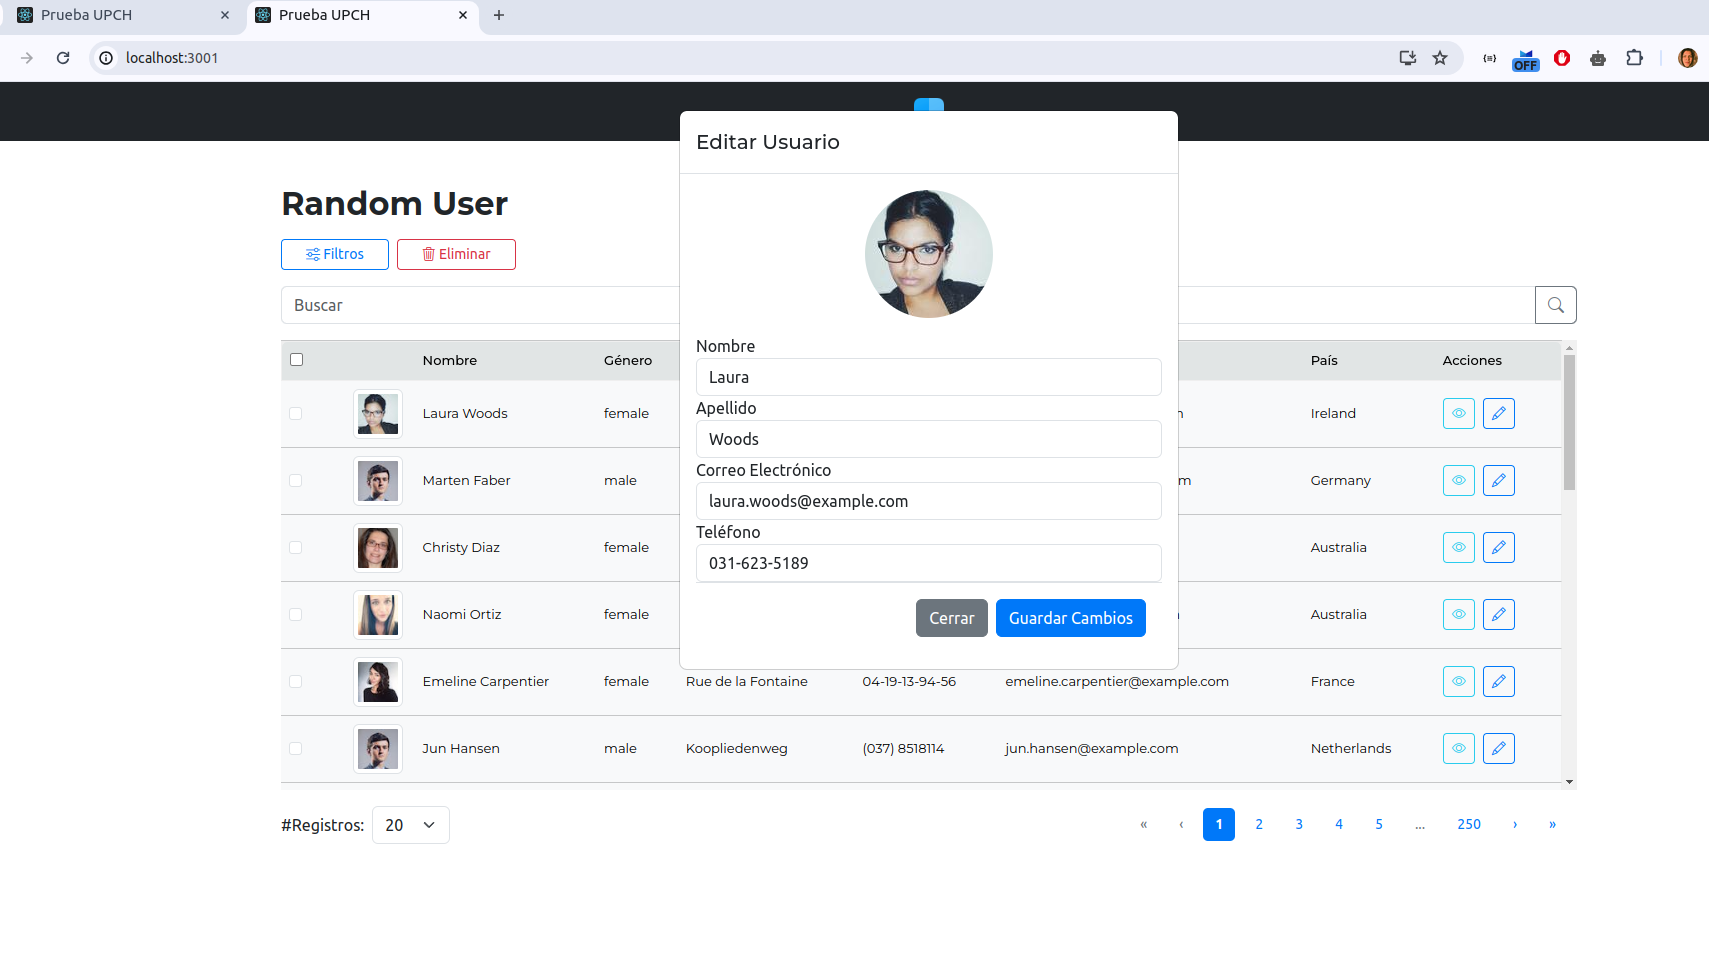 Prueba UPCH
Prueba UPCH
localhost:3001
OFF
Editar Usuario
Random User
Filtros
Eliminar
Buscar
Nombre
Laura
Apellido
Woods
Correo Electrónico
laura.woods@example.com
Teléfono
031-623-5189
Cerrar
Guardar Cambios
Nombre Género País Acciones
Laura Woods female Ireland
Marten Faber male m Germany
Christy Diaz female Australia
Naomi Ortiz female Australia
Emeline Carpentier female Rue de la Fontaine 04-19-13-94-56 emeline.carpentier@example.com France
Jun Hansen male Koopliedenweg (037) 8518114 jun.hansen@example.com Netherlands
#Registros: 20
« ‹ 1 2 3 4 5 ... 250 › »